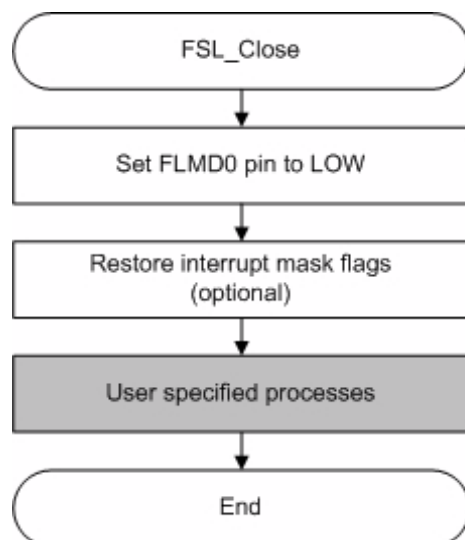 FSL_Close
Set FLMD0 pin to LOW
Restore interrupt mask flags
(optional)
User specified processes
End